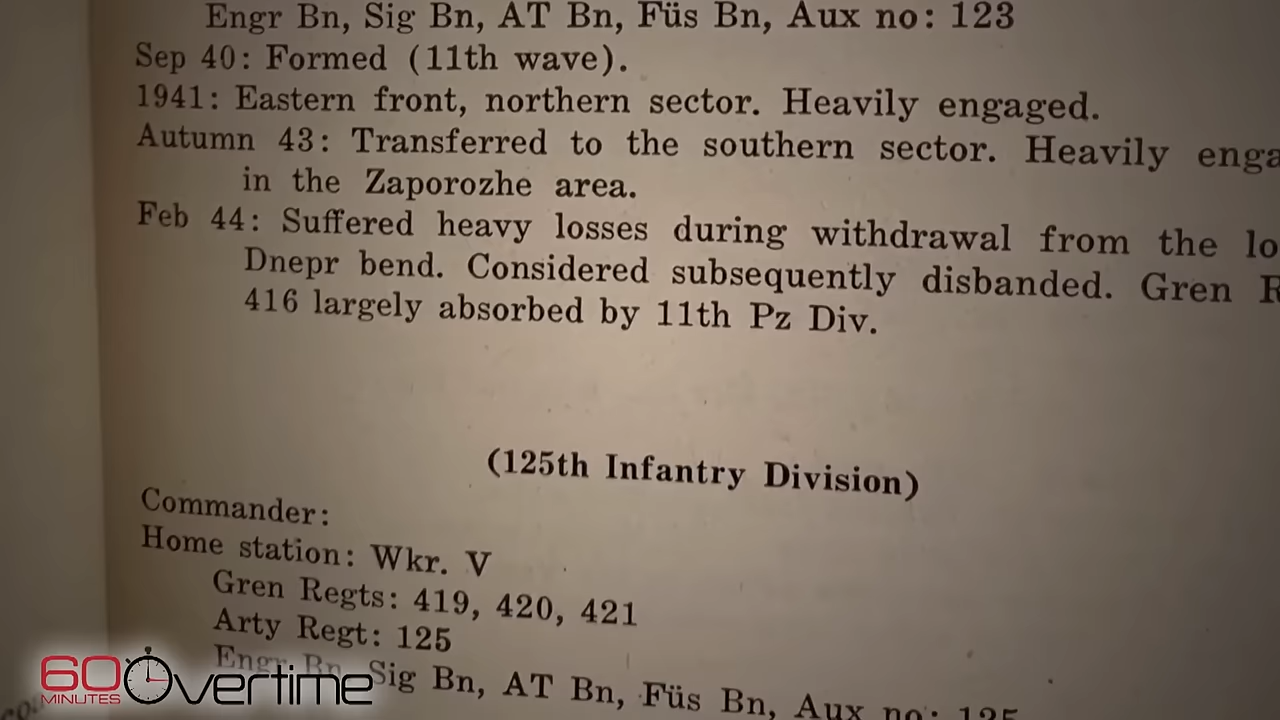 Engr Bn, Sig Bn, AT Bn, Füs Bn, Aux no: 123
Sep 40: Formed (11th wave).
1941: Eastern front, northern sector. Heavily engaged.
Autumn 43: Transferred to the southern sector. Heavily enga
in the Zaporozhe area.
Feb 44: Suffered heavy losses during withdrawal from the lo
Dnepr bend. Considered subsequently disbanded. Gren R
416 largely absorbed by 11th Pz Div.
(125th Infantry Division)
Commander:
Home station: Wkr. V
Gren Regts: 419, 420, 421
Arty Regt: 125
Engr Bn, Sig Bn, AT Bn, Füs Bn, Aux no: 125
60 MINUTES Overtime